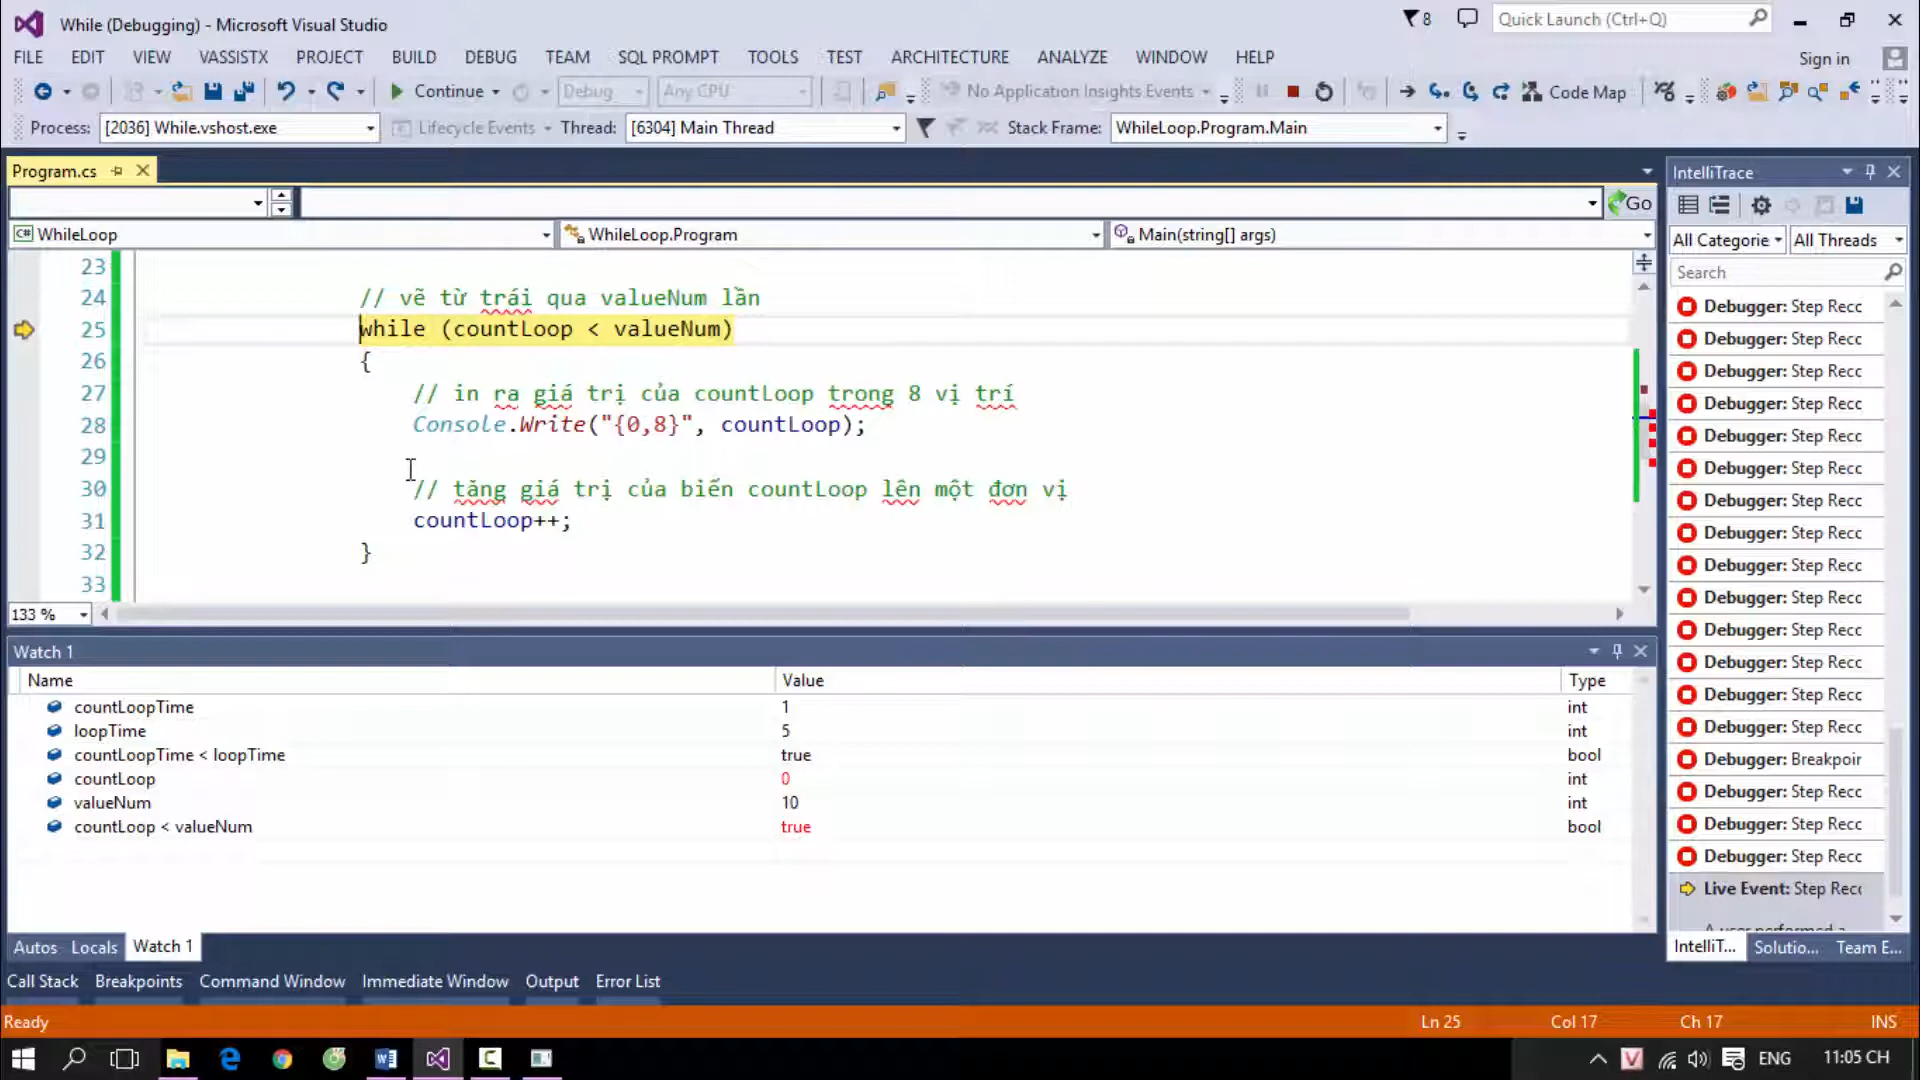 While (Debugging) - Microsoft Visual Studio
8
Quick Launch (Ctrl+Q)
FILE EDIT VIEW VASSISTX PROJECT BUILD DEBUG TEAM SQL PROMPT TOOLS TEST ARCHITECTURE ANALYZE WINDOW HELP
Sign in
Continue Debug Any CPU No Application Insights Events Code Map
Process: [2036] While.vshost.exe Lifecycle Events Thread: [6304] Main Thread Stack Frame: WhileLoop.Program.Main
Program.cs
Go
WhileLoop WhileLoop.Program Main(string[] args)
23
24 // vẽ từ trái qua valueNum lần
25 while (countLoop < valueNum)
26 {
27 // in ra giá trị của countLoop trong 8 vị trí
28 Console.Write("{0,8}", countLoop);
29
30 // tăng giá trị của biến countLoop lên một đơn vị
31 countLoop++;
32 }
33
133 %
Watch 1
Name Value Type
countLoopTime 1 int
loopTime 5 int
countLoopTime < loopTime true bool
countLoop 0 int
valueNum 10 int
countLoop < valueNum true bool
Autos Locals Watch 1
Call Stack Breakpoints Command Window Immediate Window Output Error List
IntelliTrace
All Categorie All Threads
Search
Debugger: Step Recc
Debugger: Step Recc
Debugger: Step Recc
Debugger: Step Recc
Debugger: Step Recc
Debugger: Step Recc
Debugger: Step Recc
Debugger: Step Recc
Debugger: Step Recc
Debugger: Step Recc
Debugger: Step Recc
Debugger: Step Recc
Debugger: Step Recc
Debugger: Step Recc
Debugger: Breakpoir
Debugger: Step Recc
Debugger: Step Recc
Debugger: Step Recc
Live Event: Step Recc
IntelliT... Solutio... Team E...
Ready Ln 25 Col 17 Ch 17 INS
ENG 11:05 CH